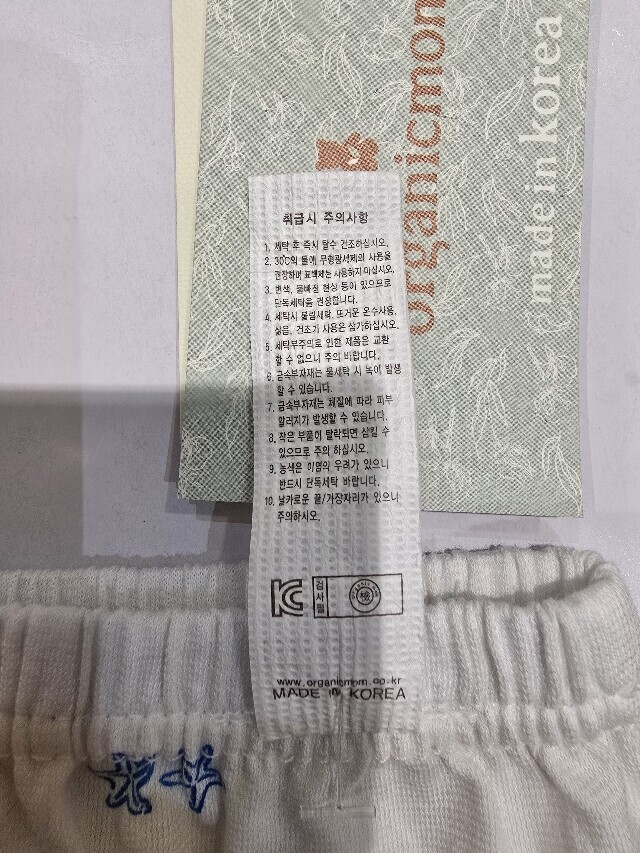 organicmom
made in korea
취급시 주의사항
1. 세탁 후 즉시 탈수 건조하십시오.
2. 30℃의 물에 무형광세제의 사용을
권장하며 표백제는 사용하지 마십시오.
3. 변색, 물빠짐 현상 등이 있으므로
단독세탁을 권장합니다.
4. 세탁시 불림세탁, 뜨거운 온수사용,
삶음, 건조기 사용은 삼가하십시오.
5. 세탁부주의로 인한 제품은 교환
할 수 없으니 주의 바랍니다.
6. 금속부자재는 물세탁 시 녹이 발생
할 수 있습니다.
7. 금속부자재는 체질에 따라 피부
알러지가 발생할 수 있습니다.
8. 작은 부품이 탈락되면 삼킬 수
있으므로 주의 하십시오.
9. 농색은 이염의 우려가 있으니
반드시 단독세탁 바랍니다.
10. 날카로운 끝/가장자리가 있으니
주의하시오.
KC 검사필
www.organicmom.co.kr
MADE IN KOREA